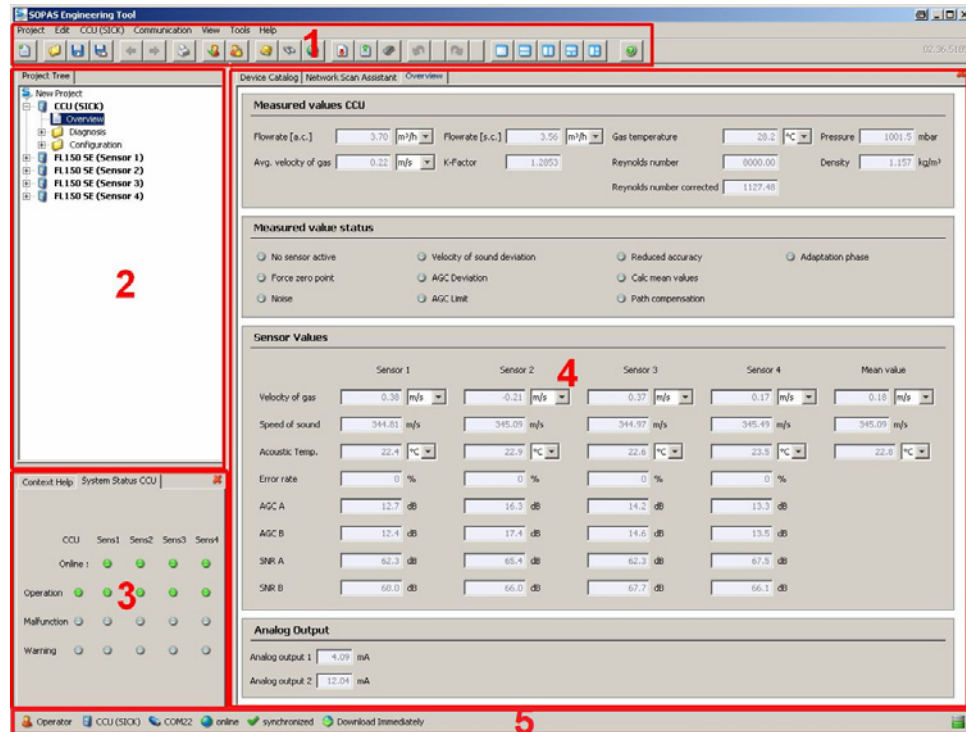 SOPAS Engineering Tool
Project Edit CCU (SICK) Communication View Tools Help
1
Project Tree
New Project
CCU (SICK)
Overview
Diagnosis
Configuration
FL150 SE (Sensor 1)
FL150 SE (Sensor 2)
FL150 SE (Sensor 3)
FL150 SE (Sensor 4)
2
Context Help System Status CCU
CCU Sens1 Sens2 Sens3 Sens4
Online :
Operation
3
Malfunction
Warning
Device Catalog Network Scan Assistant Overview
Measured values CCU
Flowrate [a.c.] 3.70 m³/h Flowrate [s.c.] 3.56 m³/h Gas temperature 28.2 °C Pressure 1001.5 mbar
Avg. velocity of gas 0.22 m/s K-Factor 1.2053 Reynolds number 0000.00 Density 1.157 kg/m³
Reynolds number corrected 1127.48
Measured value status
No sensor active Velocity of sound deviation Reduced accuracy Adaptation phase
Force zero point AGC Deviation Calc mean values
Noise AGC Limit Path compensation
Sensor Values
4
Sensor 1 Sensor 2 Sensor 3 Sensor 4 Mean value
Velocity of gas 0.38 m/s -0.21 m/s 0.37 m/s 0.17 m/s 0.18 m/s
Speed of sound 344.81 m/s 345.09 m/s 344.97 m/s 345.49 m/s 345.09 m/s
Acoustic Temp. 22.4 °C 22.9 °C 22.6 °C 23.5 °C 22.8 °C
Error rate 0 % 0 % 0 % 0 %
AGC A 12.7 dB 16.3 dB 14.2 dB 13.3 dB
AGC B 12.4 dB 17.4 dB 14.6 dB 13.5 dB
SNR A 62.3 dB 65.4 dB 62.3 dB 67.5 dB
SNR B 68.0 dB 66.0 dB 67.7 dB 66.1 dB
Analog Output
Analog output 1 4.09 mA
Analog output 2 12.04 mA
Operator CCU (SICK) COM22 online synchronized Download Immediately
5